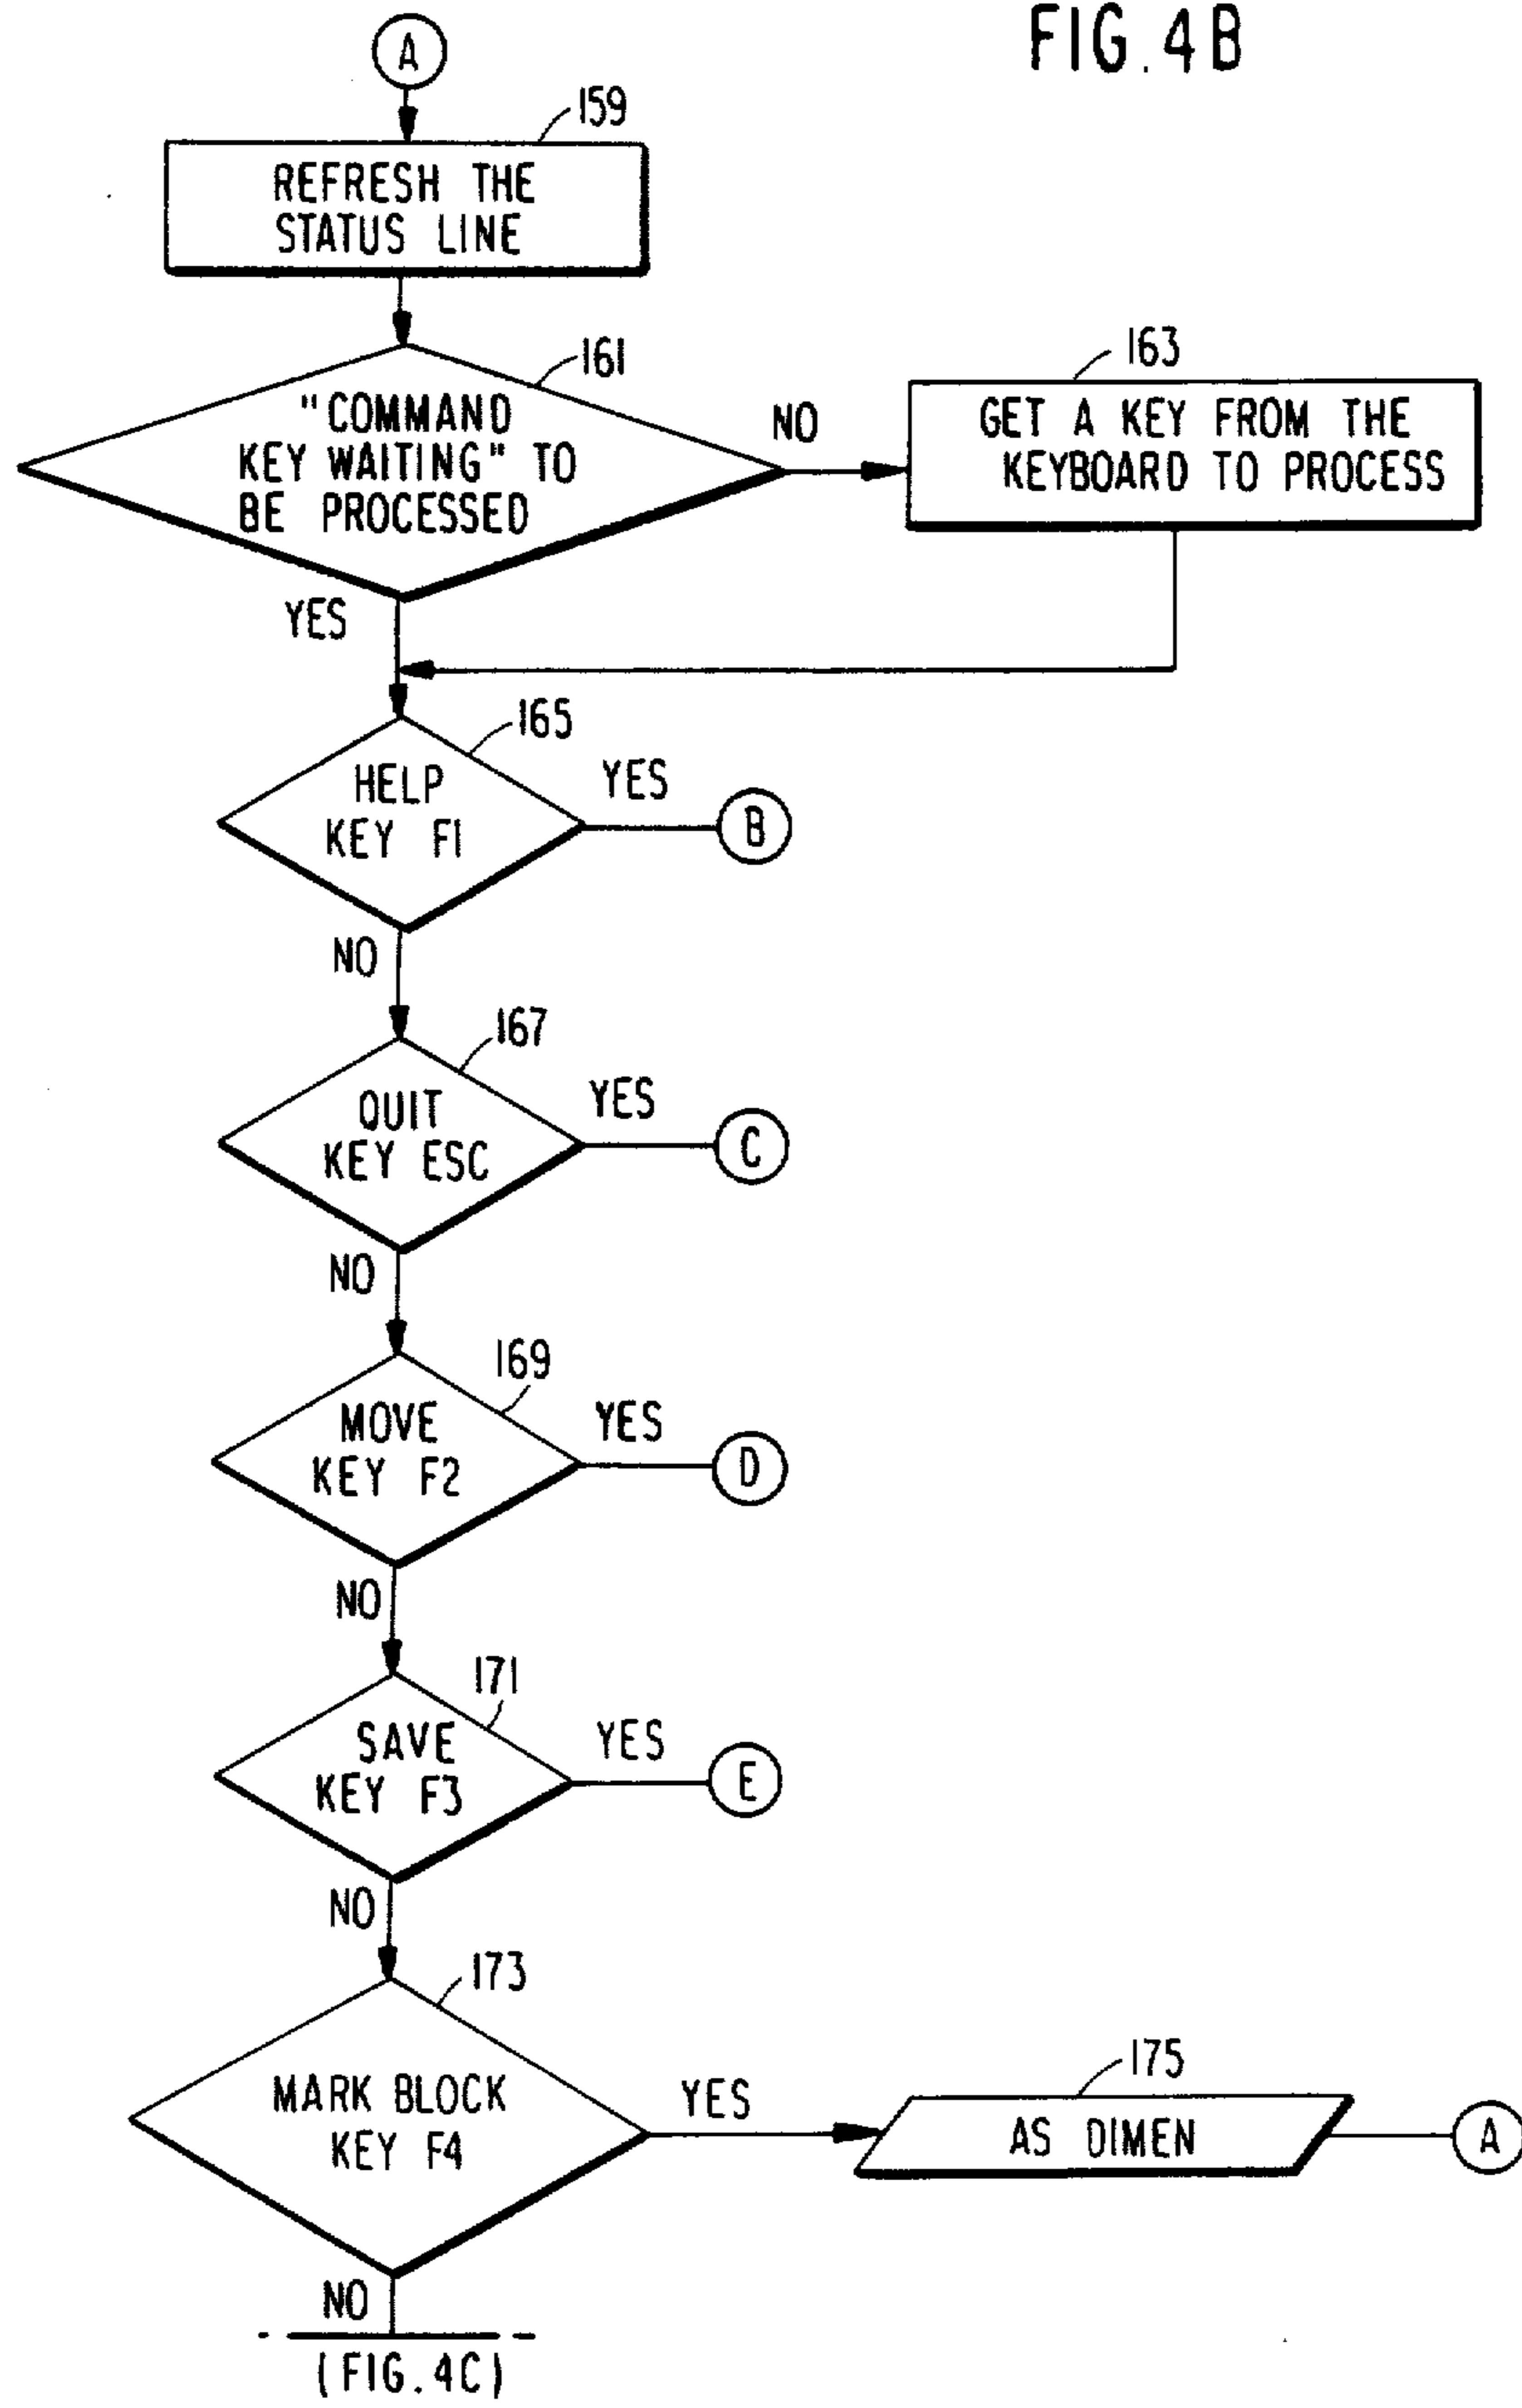 FIG. 4B
A
159
REFRESH THE
STATUS LINE
161
"COMMAND
KEY WAITING" TO
BE PROCESSED
NO
163
GET A KEY FROM THE
KEYBOARD TO PROCESS
YES
165
HELP
KEY F1
YES
B
NO
167
QUIT
KEY ESC
YES
C
NO
169
MOVE
KEY F2
YES
D
NO
171
SAVE
KEY F3
YES
E
NO
173
MARK BLOCK
KEY F4
YES
175
AS DIMEN
A
NO
(FIG. 4C)